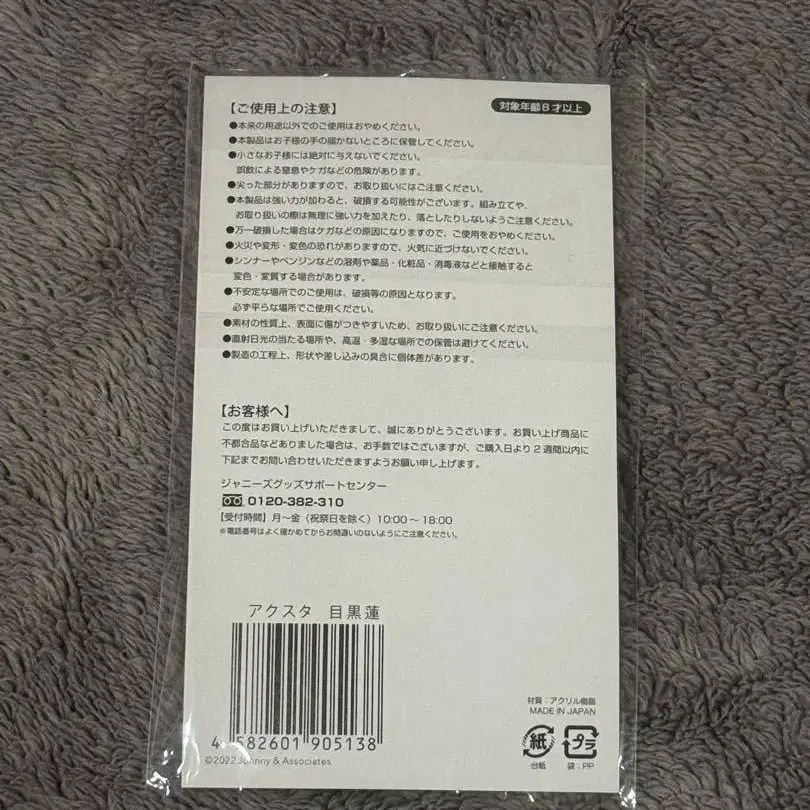 【ご使用上の注意】
対象年齢8才以上
●本来の用途以外でのご使用はおやめください。
●本製品はお子様の手の届かないところに保管してください。
●小さなお子様には絶対に与えないでください。
誤飲による窒息やケガなどの危険があります。
●尖った部分がありますので、お取り扱いにはご注意ください。
●本製品は強い力が加わると、破損する可能性がございます。組み立てや、
お取り扱いの際は無理に強い力を加えたり、落としたりしないようご注意ください。
●万一破損した場合はケガなどの原因になりますので、ご使用をおやめください。
●火災や変形・変色の恐れがありますので、火気に近づけないでください。
●シンナーやベンジンなどの溶剤や薬品・化粧品・消毒液などと接触すると
変色・変質する場合があります。
●不安定な場所でのご使用は、破損等の原因となります。
必ず平らな場所でご使用ください。
●素材の性質上、表面に傷がつきやすいため、お取り扱いにご注意ください。
●直射日光の当たる場所や、高温・多湿な場所での保管は避けてください。
●製造の工程上、形状や差し込みの具合に個体差があります。
【お客様へ】
この度はお買い上げいただきまして、誠にありがとうございます。お買い上げ商品に
不都合品などありました場合は、お手数ではございますが、ご購入日より2週間以内に
下記までお問い合わせいただきますようお願い申し上げます。
ジャニーズグッズサポートセンター
0120-382-310
【受付時間】月～金（祝祭日を除く）10:00～18:00
※電話番号はよく確かめてからお間違いのないようにご注意ください。
アクスタ 目黒蓮
4 582601 905138
©2022 Johnny & Associates
材質：アクリル樹脂
MADE IN JAPAN
紙
プラ
台紙
袋：PP